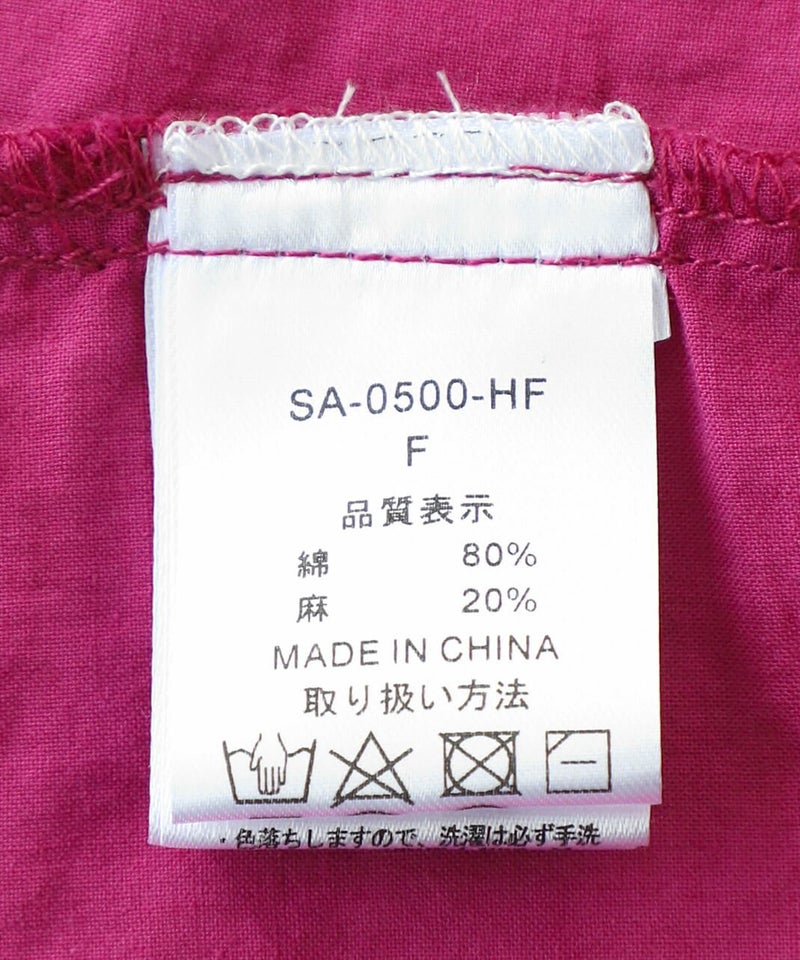 SA-0500-HF
F
品質表示
綿 80%
麻 20%
MADE IN CHINA
取り扱い方法
・色落ちしますので、洗濯は必ず手洗